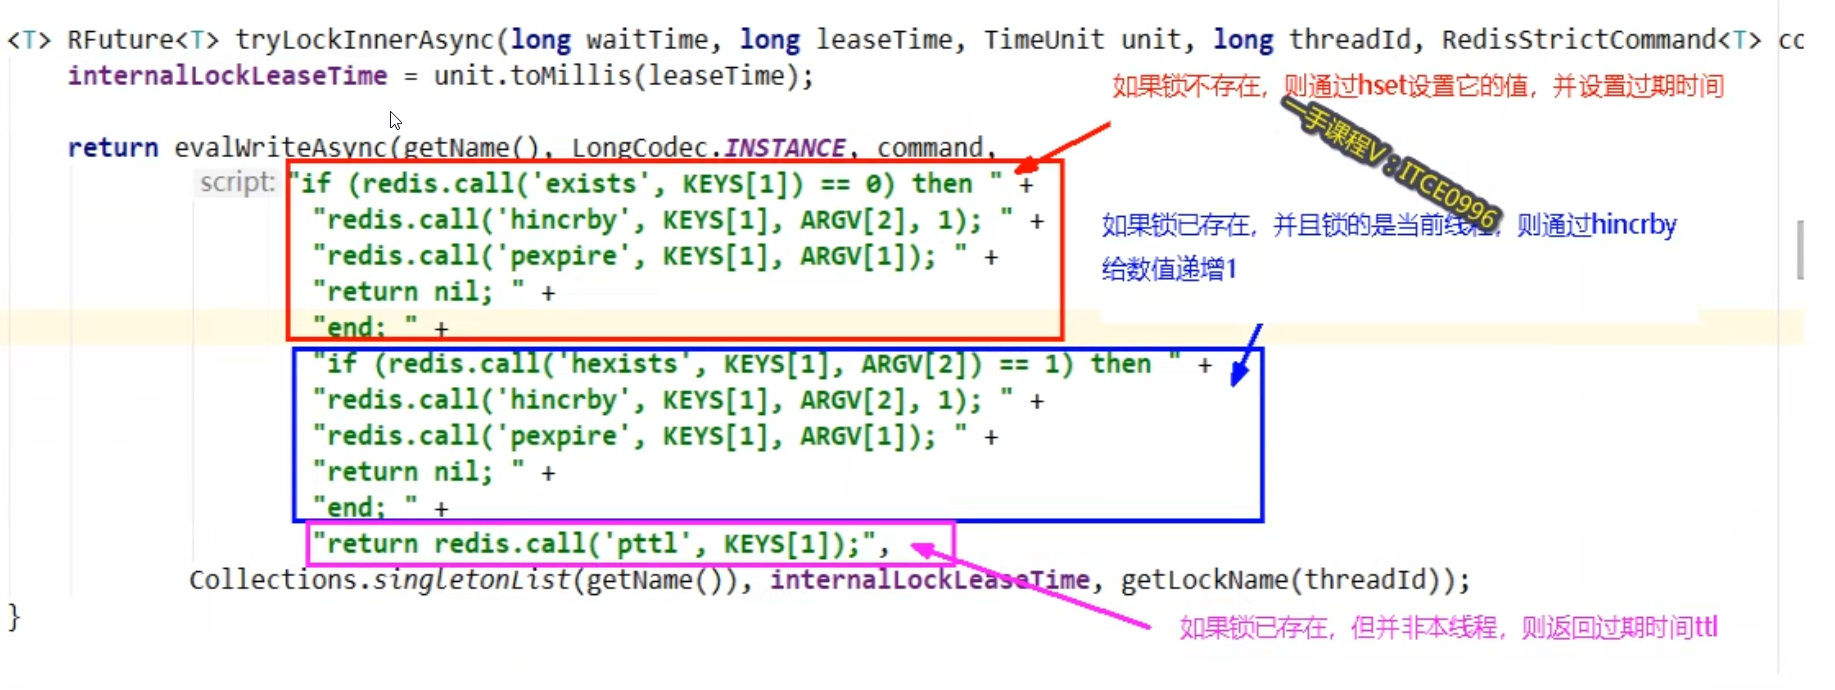 <T> RFuture<T> tryLockInnerAsync(long waitTime, long leaseTime, TimeUnit unit, long threadId, RedisStrictCommand<T> co
internalLockLeaseTime = unit.toMillis(leaseTime);
如果锁不存在，则通过hset设置它的值，并设置过期时间
一手课程V：ITCE0996
return evalWriteAsync(getName(), LongCodec.INSTANCE, command,
script: "if (redis.call('exists', KEYS[1]) == 0) then " +
"redis.call('hincrby', KEYS[1], ARGV[2], 1); " +
如果锁已存在，并且锁的是当前线程，则通过hincrby
给数值递增1
"redis.call('pexpire', KEYS[1], ARGV[1]); " +
"return nil; " +
"end; " +
"if (redis.call('hexists', KEYS[1], ARGV[2]) == 1) then " +
"redis.call('hincrby', KEYS[1], ARGV[2], 1); " +
"redis.call('pexpire', KEYS[1], ARGV[1]); " +
"return nil; " +
"end; " +
"return redis.call('pttl', KEYS[1]);",
Collections.singletonList(getName()), internalLockLeaseTime, getLockName(threadId));
}
如果锁已存在，但并非本线程，则返回过期时间ttl